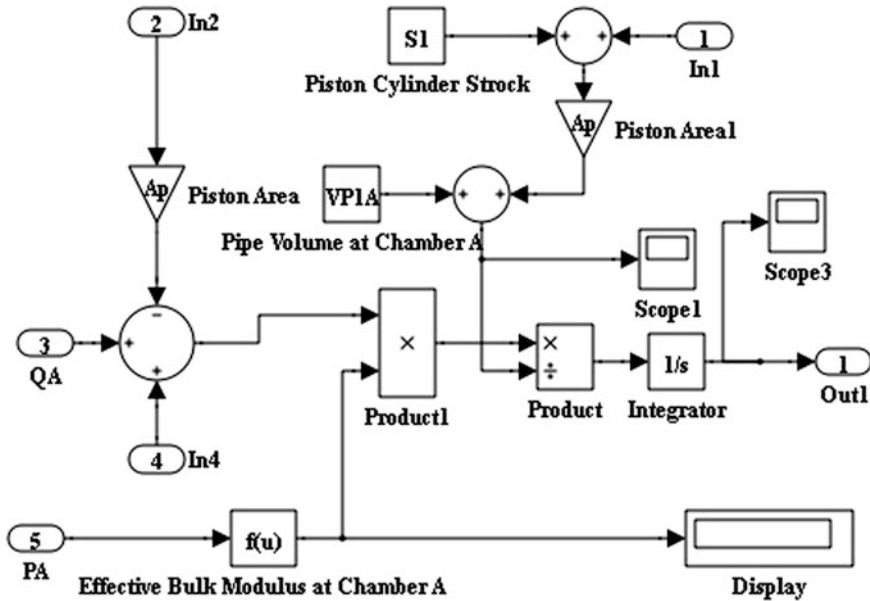 2
In2
S1
+
+
1
In1
Piston Cylinder Strock
Ap
Piston Area1
Ap
Piston Area
VP1A
+
+
Pipe Volume at Chamber A
Scope3
Scope1
3
QA
−
+
+
×
Product1
×
÷
Product
1/s
Integrator
1
Out1
4
In4
5
PA
f(u)
Effective Bulk Modulus at Chamber A
Display